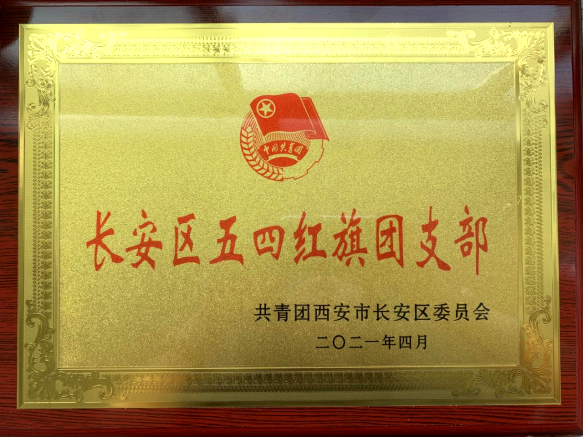 中国共青团
长安区五四红旗团支部
共青团西安市长安区委员会
二〇二一年四月